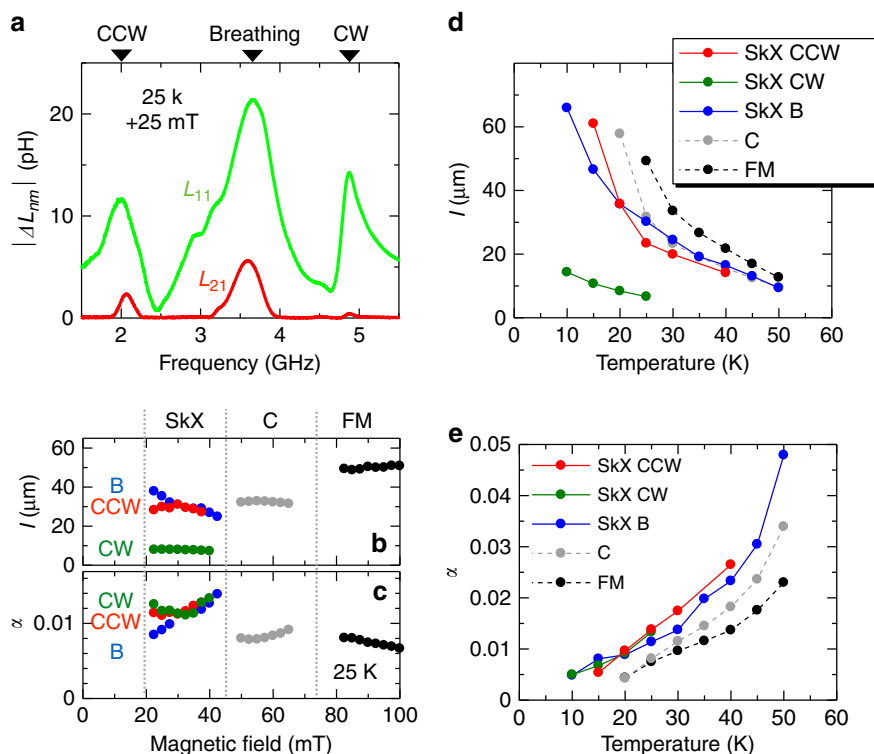 a
CCW Breathing CW
25 k
+25 mT
L11
L21
|ΔLnm| (pH)
20
10
0
2 3 4 5
Frequency (GHz)
d
SkX CCW
SkX CW
SkX B
C
FM
l (μm)
60
40
20
0
0 10 20 30 40 50 60
Temperature (K)
SkX C FM
l (μm)
60
40
20
0
B
CCW
CW
b
c
α
0.01
0
CW
CCW
B
25 K
0 20 40 60 80 100
Magnetic field (mT)
e
SkX CCW
SkX CW
SkX B
C
FM
α
0.05
0.04
0.03
0.02
0.01
0
0 10 20 30 40 50 60
Temperature (K)